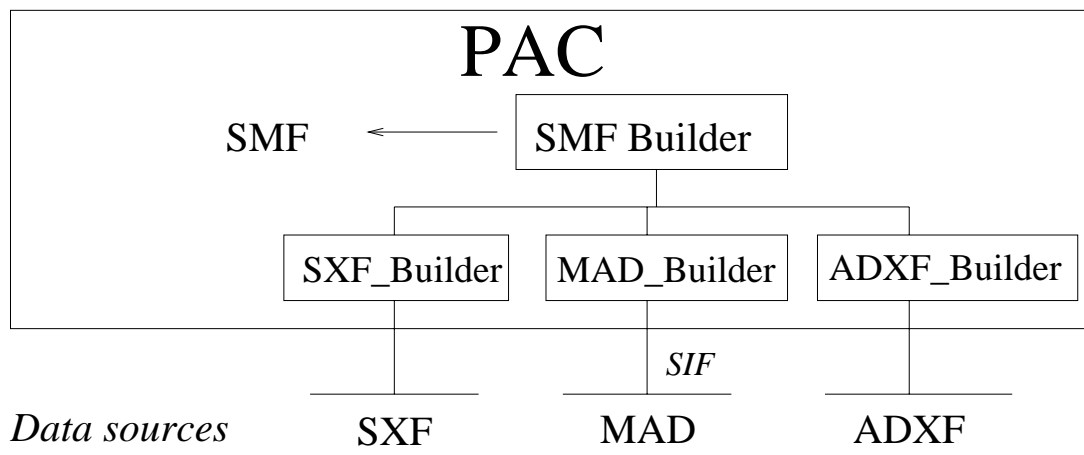 PAC
SMF
SMF Builder
SXF_Builder
MAD_Builder
ADXF_Builder
SIF
Data sources
SXF
MAD
ADXF